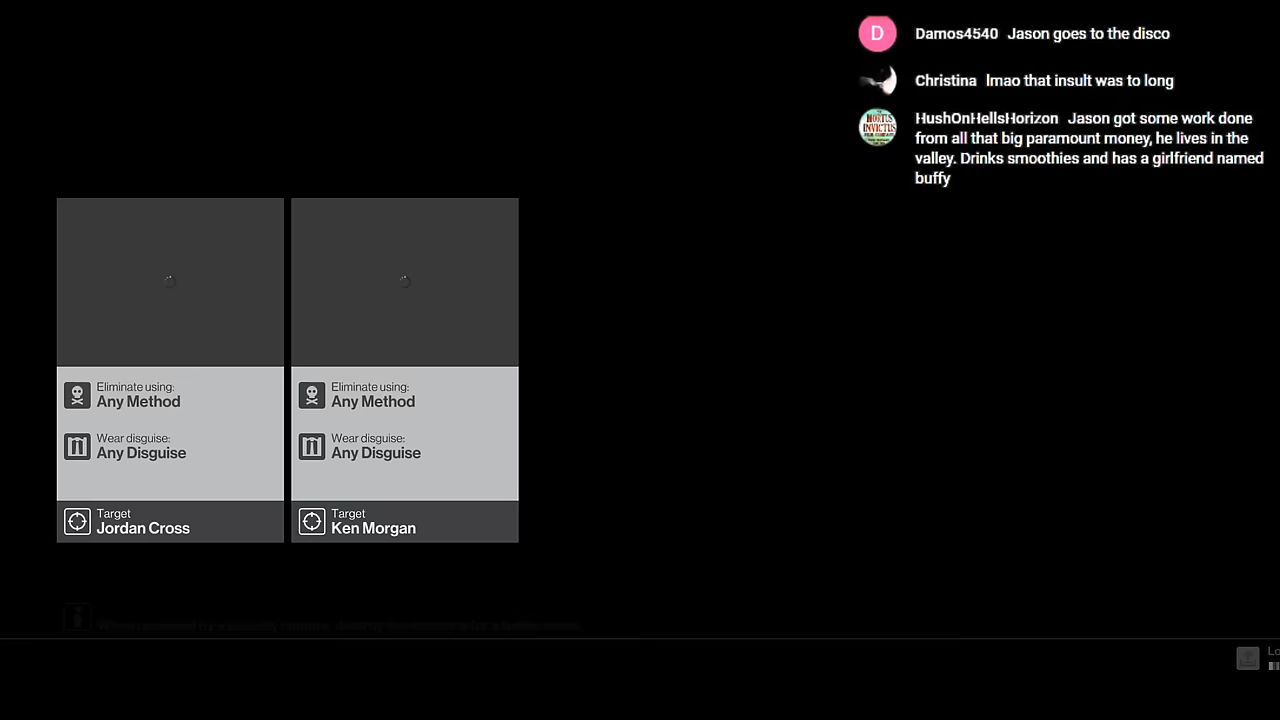 D Damos4540 Jason goes to the disco
Christina lmao that insult was to long
MORTUS
INVICTUS
HushOnHellsHorizon Jason got some work done
from all that big paramount money, he lives in the
valley. Drinks smoothies and has a girlfriend named
buffy
Eliminate using:
Any Method
Wear disguise:
Any Disguise
Target
Jordan Cross
Eliminate using:
Any Method
Wear disguise:
Any Disguise
Target
Ken Morgan
Lo